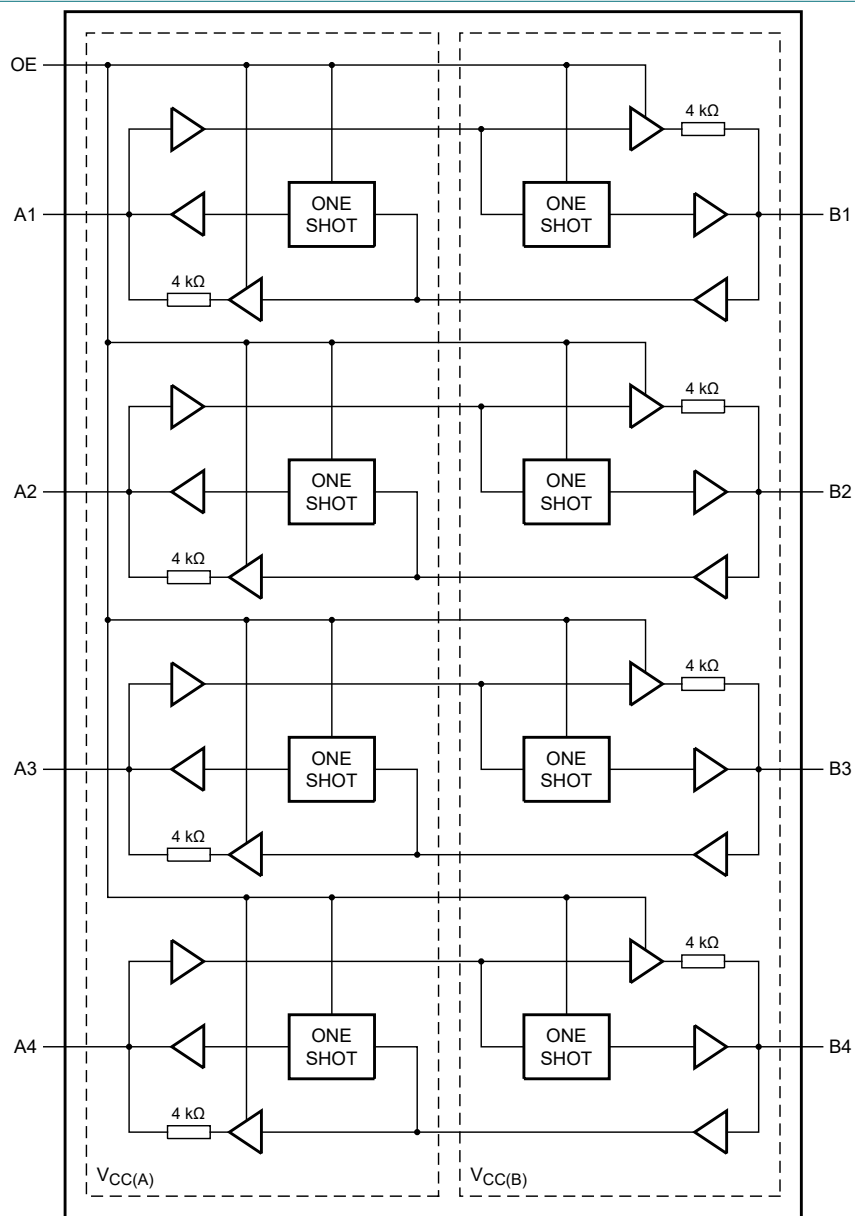 OE
4 kΩ
A1
ONE
SHOT
ONE
SHOT
B1
4 kΩ
4 kΩ
A2
ONE
SHOT
ONE
SHOT
B2
4 kΩ
4 kΩ
A3
ONE
SHOT
ONE
SHOT
B3
4 kΩ
4 kΩ
A4
ONE
SHOT
ONE
SHOT
B4
4 kΩ
VCC(A)
VCC(B)